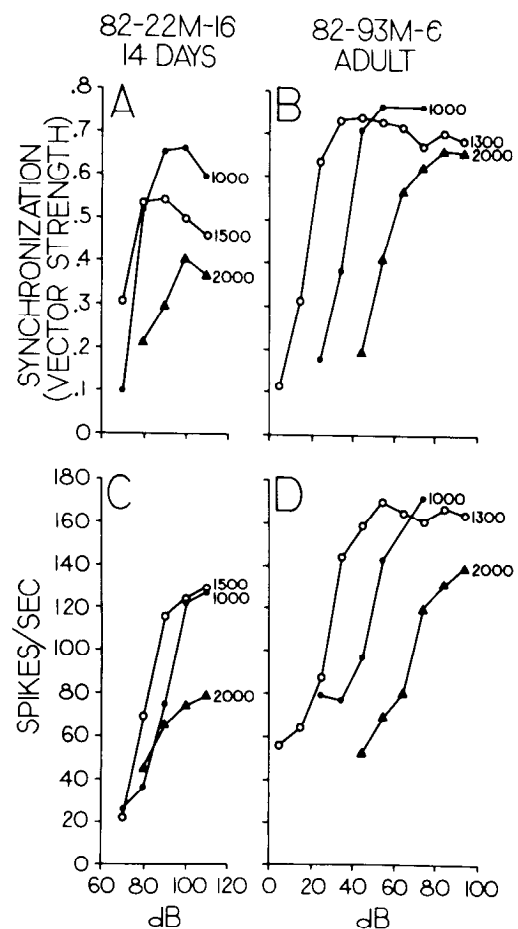 82-22M-16
14 DAYS
82-93M-6
ADULT
SYNCHRONIZATION
(VECTOR STRENGTH)
.8
.7
.6
.5
.4
.3
.2
.1
0
A
1000
1500
2000
B
1000
1300
2000
SPIKES/SEC
180
160
140
120
100
80
60
40
20
0
C
1500
1000
2000
D
1000
1300
2000
60 80 100 120
dB
0 20 40 60 80 100
dB